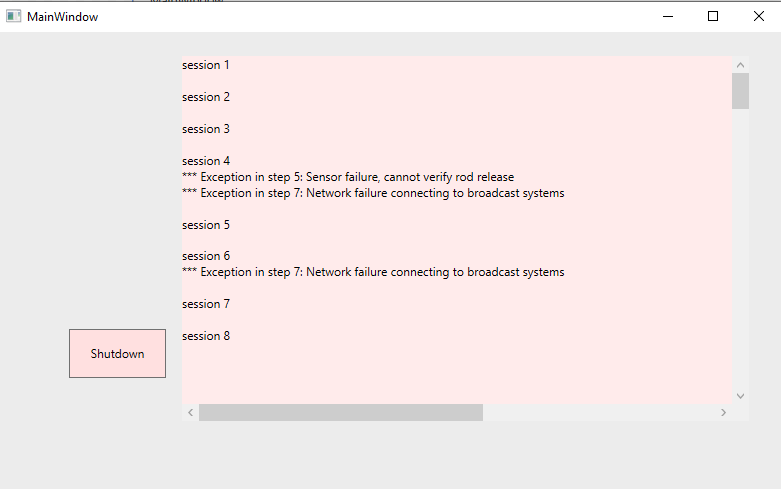 MainWindow
session 1
session 2
session 3
session 4
*** Exception in step 5: Sensor failure, cannot verify rod release
*** Exception in step 7: Network failure connecting to broadcast systems
session 5
session 6
*** Exception in step 7: Network failure connecting to broadcast systems
session 7
session 8
Shutdown